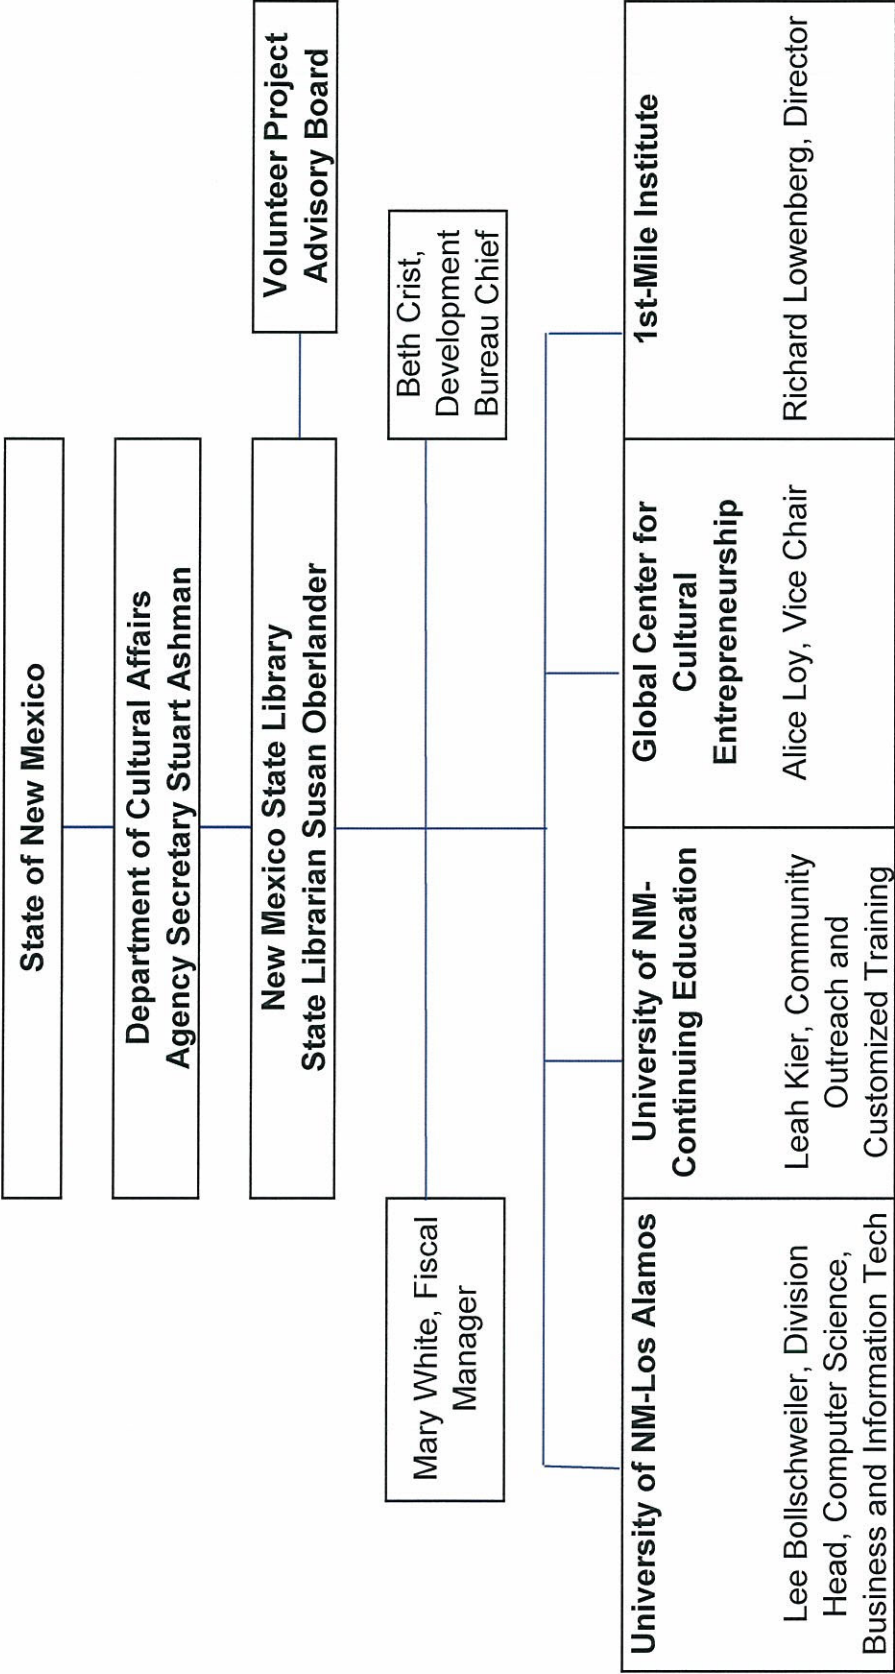 State of New Mexico
Department of Cultural Affairs
Agency Secretary Stuart Ashman
New Mexico State Library
State Librarian Susan Oberlander
Volunteer Project
Advisory Board
Mary White, Fiscal
Manager
Beth Crist,
Development
Bureau Chief
University of NM-Los Alamos
Lee Bollschweiler, Division
Head, Computer Science,
Business and Information Tech
University of NM-
Continuing Education
Leah Kier, Community
Outreach and
Customized Training
Global Center for
Cultural
Entrepreneurship
Alice Loy, Vice Chair
1st-Mile Institute
Richard Lowenberg, Director